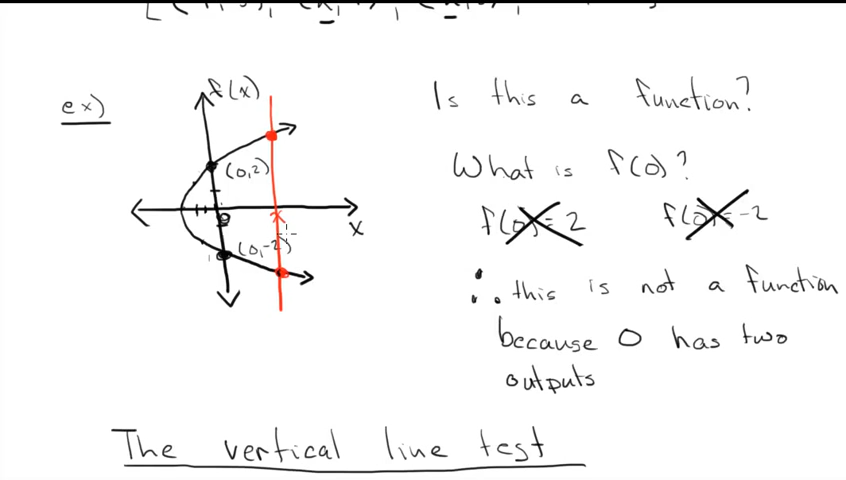 ex)
f(x)
(0,2)
(0,-2)
x
x
Is this a function?
What is f(0)?
f(0)=2 f(0)=-2
∴ this is not a function
because 0 has two
outputs
The vertical line test